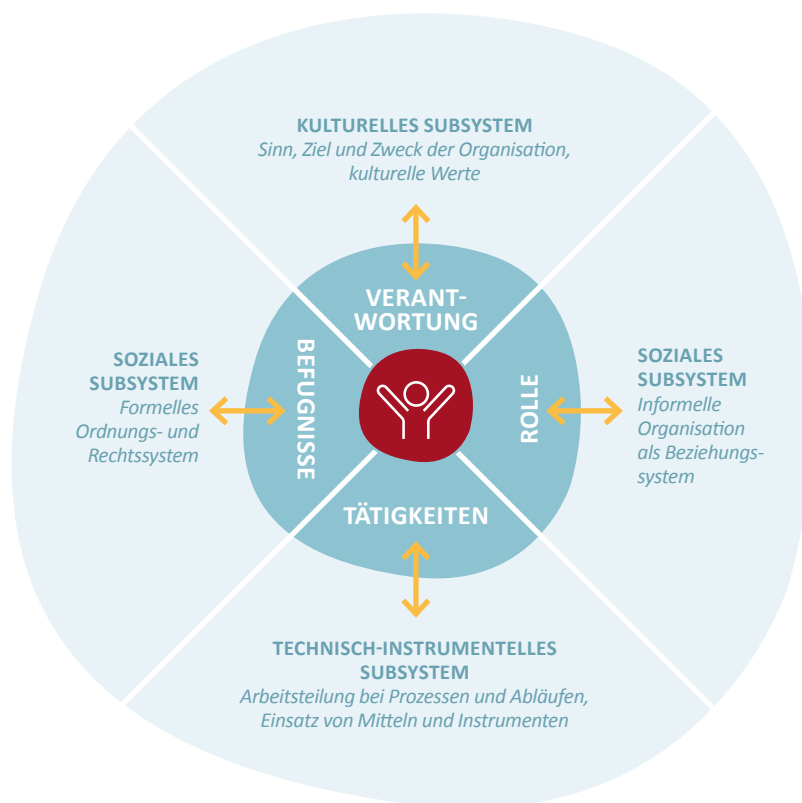 KULTURELLES SUBSYSTEM
Sinn, Ziel und Zweck der Organisation,
kulturelle Werte
VERANT-
WORTUNG
SOZIALES
SUBSYSTEM
Formelles
Ordnungs- und
Rechtssystem
BEFUGNISSE
ROLLE
SOZIALES
SUBSYSTEM
Informelle
Organisation
als Beziehungs-
system
TÄTIGKEITEN
TECHNISCH-INSTRUMENTELLES
SUBSYSTEM
Arbeitsteilung bei Prozessen und Abläufen,
Einsatz von Mitteln und Instrumenten